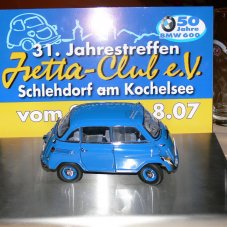 50
Jahre
BMW 600
31. Jahrestreffen
Isetta-Club e.V.
Schlehdorf am Kochelsee
vom
8.07